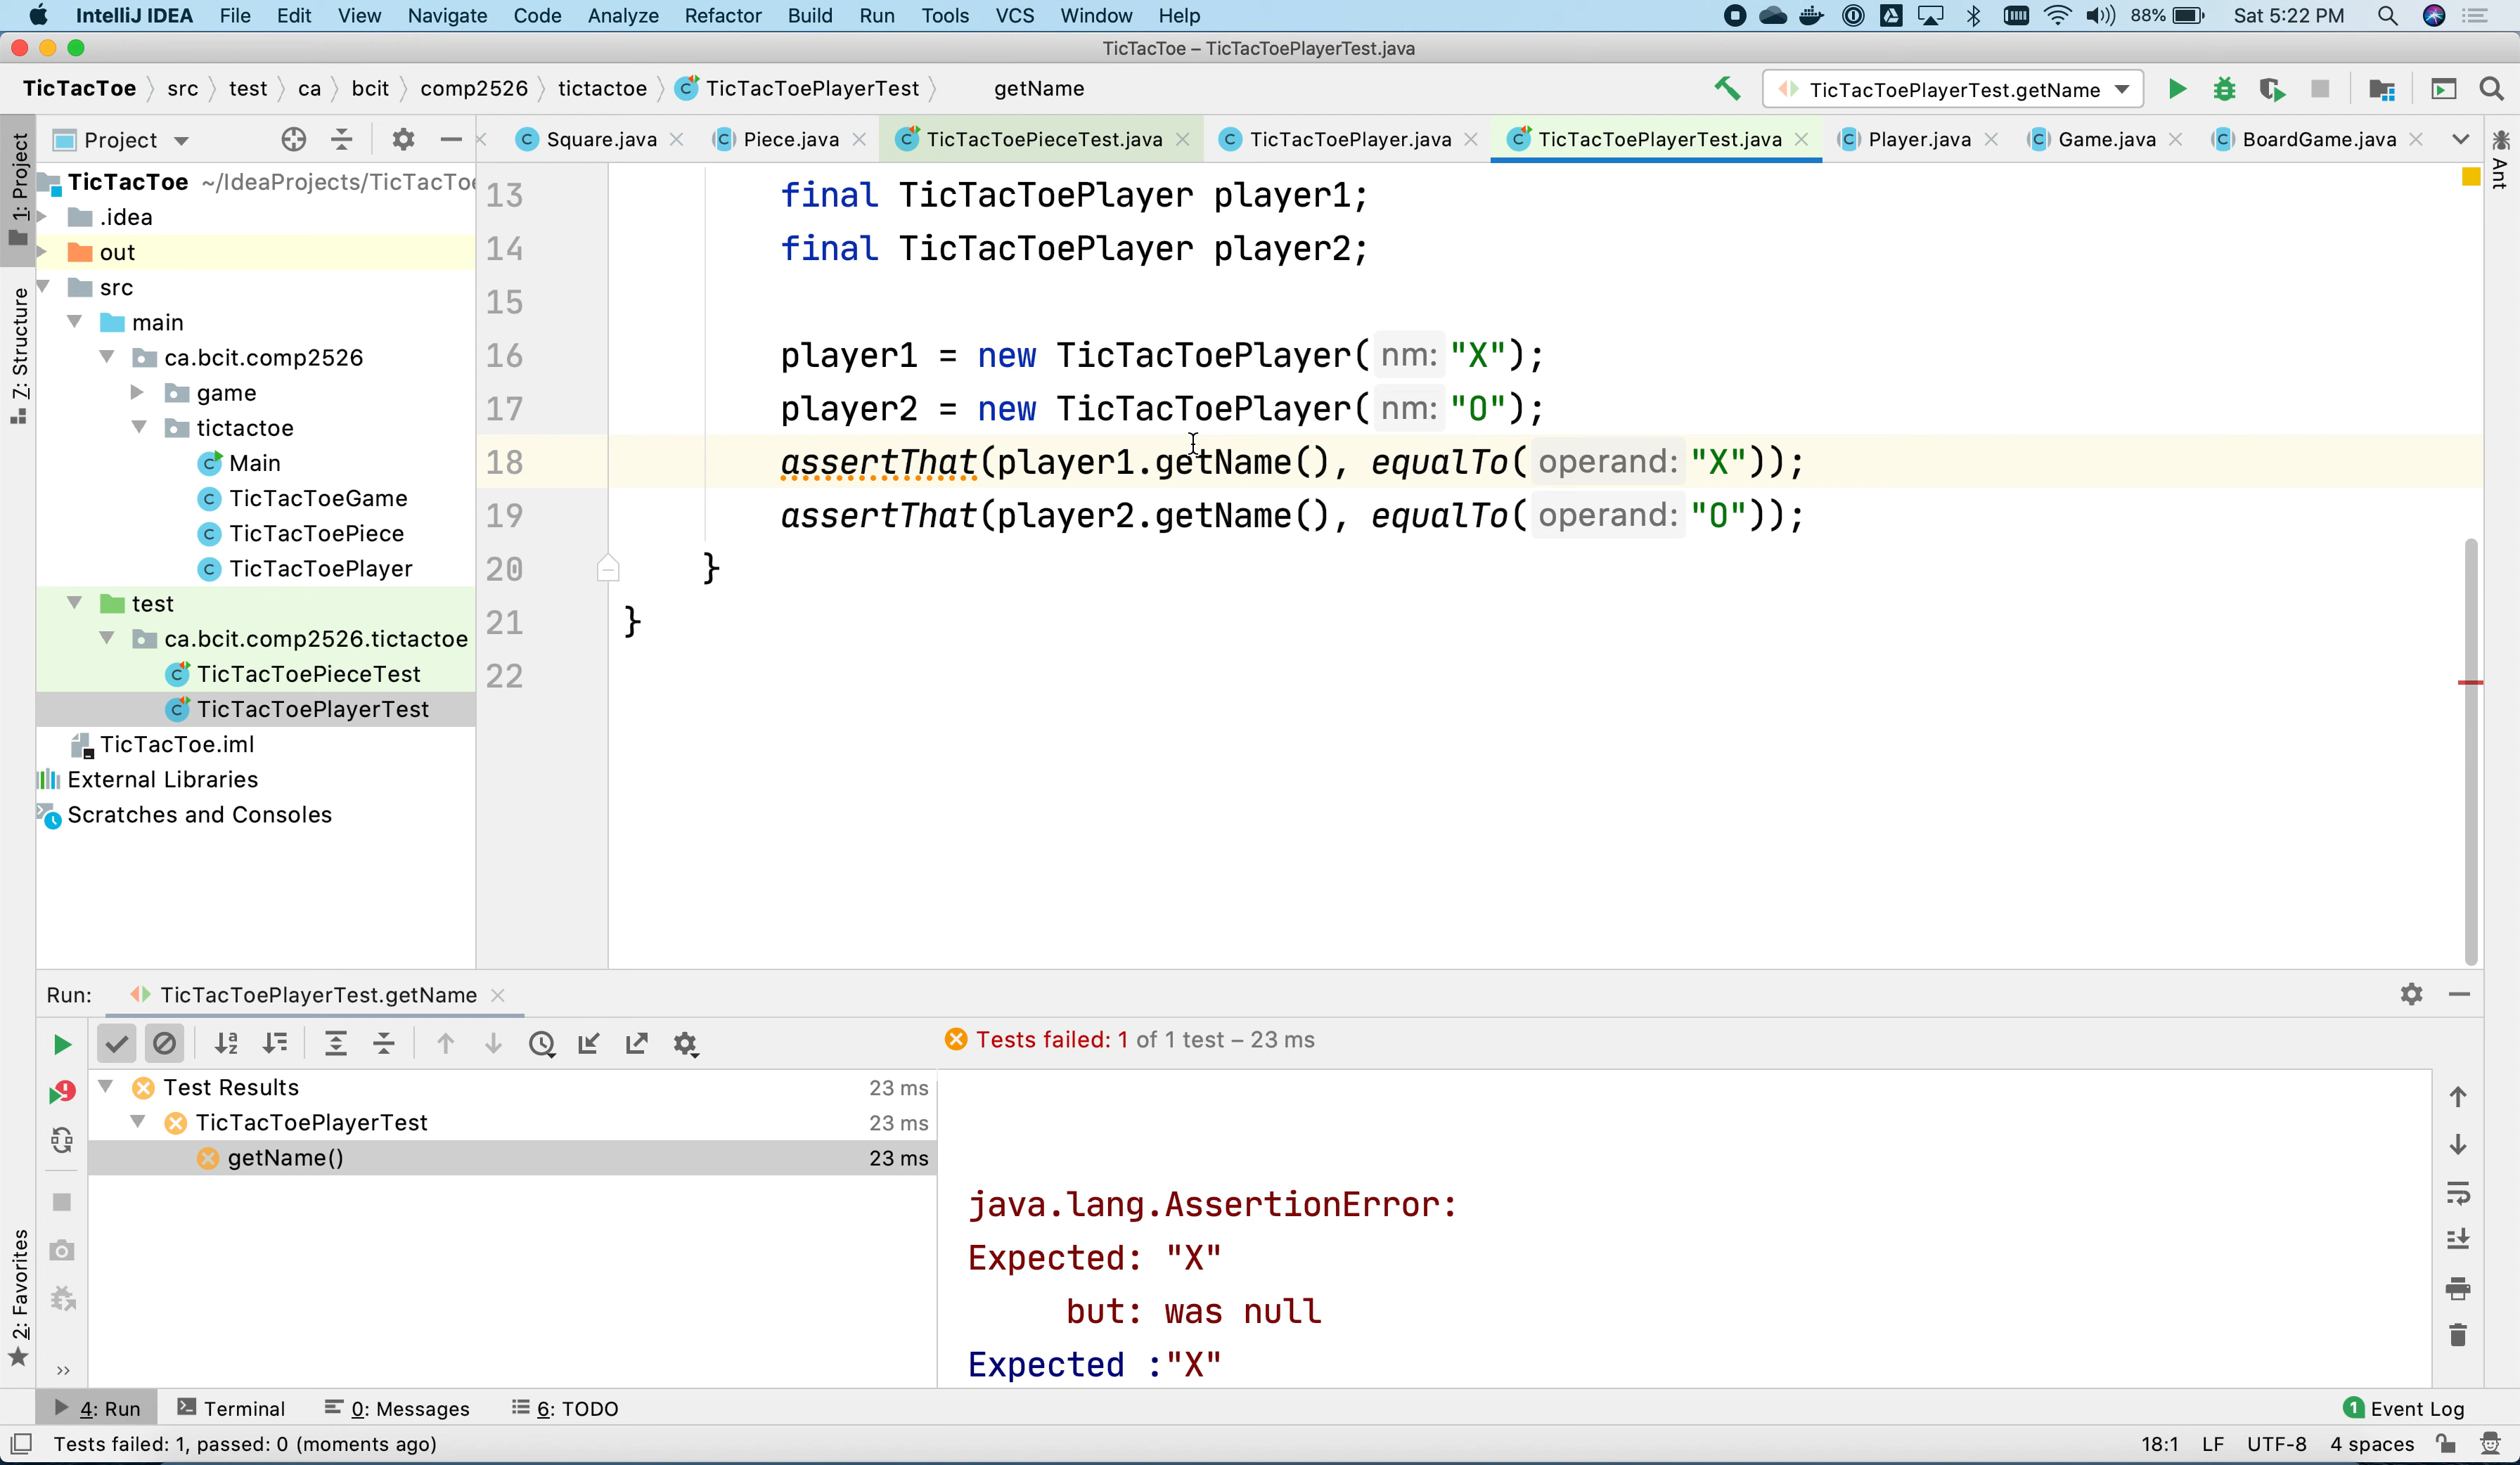 IntelliJ IDEA File Edit View Navigate Code Analyze Refactor Build Run Tools VCS Window Help 88% Sat 5:22 PM
TicTacToe – TicTacToePlayerTest.java
TicTacToe src test ca bcit comp2526 tictactoe TicTacToePlayerTest getName TicTacToePlayerTest.getName
Project Square.java Piece.java TicTacToePieceTest.java TicTacToePlayer.java TicTacToePlayerTest.java Player.java Game.java BoardGame.java
1: Project
7: Structure
2: Favorites
Ant
TicTacToe ~/IdeaProjects/TicTacToe
.idea
out
src
main
ca.bcit.comp2526
game
tictactoe
Main
TicTacToeGame
TicTacToePiece
TicTacToePlayer
test
ca.bcit.comp2526.tictactoe
TicTacToePieceTest
TicTacToePlayerTest
TicTacToe.iml
External Libraries
Scratches and Consoles
13 final TicTacToePlayer player1;
14 final TicTacToePlayer player2;
15
16 player1 = new TicTacToePlayer( nm: "X");
17 player2 = new TicTacToePlayer( nm: "O");
18 assertThat(player1.getName(), equalTo( operand: "X"));
19 assertThat(player2.getName(), equalTo( operand: "O"));
20 }
21 }
22
Run: TicTacToePlayerTest.getName
Tests failed: 1 of 1 test – 23 ms
Test Results 23 ms
TicTacToePlayerTest 23 ms
getName() 23 ms
java.lang.AssertionError:
Expected: "X"
but: was null
Expected :"X"
4: Run Terminal 0: Messages 6: TODO 1 Event Log
Tests failed: 1, passed: 0 (moments ago) 18:1 LF UTF-8 4 spaces